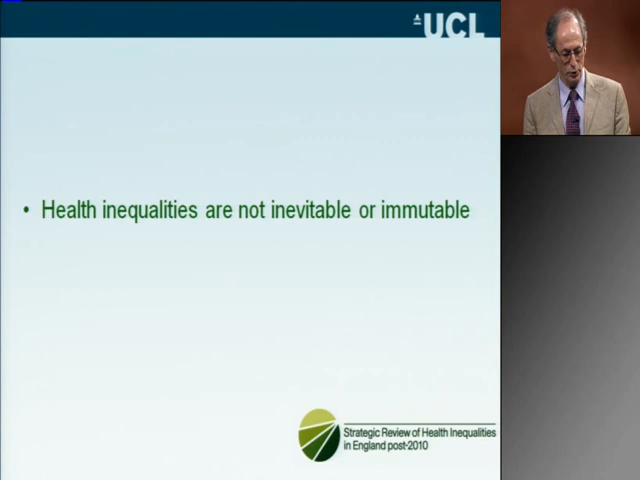 UCL
• Health inequalities are not inevitable or immutable
Strategic Review of Health Inequalities
in England post-2010